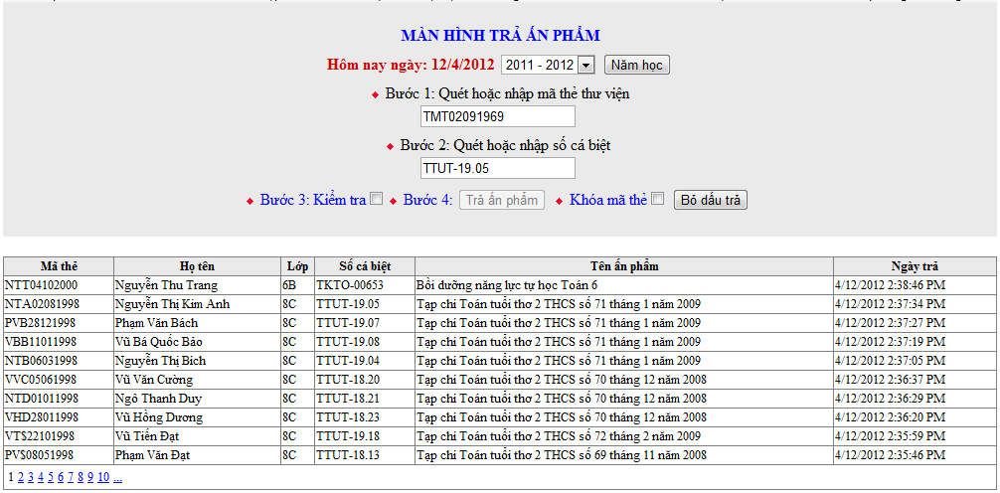 MÀN HÌNH TRẢ ẤN PHẨM
Hôm nay ngày: 12/4/2012 2011 - 2012 Năm học
Bước 1: Quét hoặc nhập mã thẻ thư viện
TMT02091969
Bước 2: Quét hoặc nhập số cá biệt
TTUT-19.05
Bước 3: Kiểm tra Bước 4: Trả ấn phẩm Khóa mã thẻ Bỏ dấu trả
Mã thẻ Họ tên Lớp Số cá biệt Tên ấn phẩm Ngày trả
NTT04102000 Nguyễn Thu Trang 6B TKTO-00653 Bồi dưỡng năng lực tự học Toán 6 4/12/2012 2:38:46 PM
NTA02081998 Nguyễn Thị Kim Anh 8C TTUT-19.05 Tạp chí Toán tuổi thơ 2 THCS số 71 tháng 1 năm 2009 4/12/2012 2:37:34 PM
PVB28121998 Phạm Văn Bách 8C TTUT-19.07 Tạp chí Toán tuổi thơ 2 THCS số 71 tháng 1 năm 2009 4/12/2012 2:37:27 PM
VBB11011998 Vũ Bá Quốc Bảo 8C TTUT-19.08 Tạp chí Toán tuổi thơ 2 THCS số 71 tháng 1 năm 2009 4/12/2012 2:37:19 PM
NTB06031998 Nguyễn Thị Bích 8C TTUT-19.04 Tạp chí Toán tuổi thơ 2 THCS số 71 tháng 1 năm 2009 4/12/2012 2:37:05 PM
VVC05061998 Vũ Văn Cường 8C TTUT-18.20 Tạp chí Toán tuổi thơ 2 THCS số 70 tháng 12 năm 2008 4/12/2012 2:36:37 PM
NTD01011998 Ngô Thanh Duy 8C TTUT-18.21 Tạp chí Toán tuổi thơ 2 THCS số 70 tháng 12 năm 2008 4/12/2012 2:36:29 PM
VHD28011998 Vũ Hồng Dương 8C TTUT-18.23 Tạp chí Toán tuổi thơ 2 THCS số 70 tháng 12 năm 2008 4/12/2012 2:36:20 PM
VT$22101998 Vũ Tiến Đạt 8C TTUT-19.18 Tạp chí Toán tuổi thơ 2 THCS số 72 tháng 2 năm 2009 4/12/2012 2:35:59 PM
PV$08051998 Phạm Văn Đạt 8C TTUT-18.13 Tạp chí Toán tuổi thơ 2 THCS số 69 tháng 11 năm 2008 4/12/2012 2:35:46 PM
1 2 3 4 5 6 7 8 9 10 ...